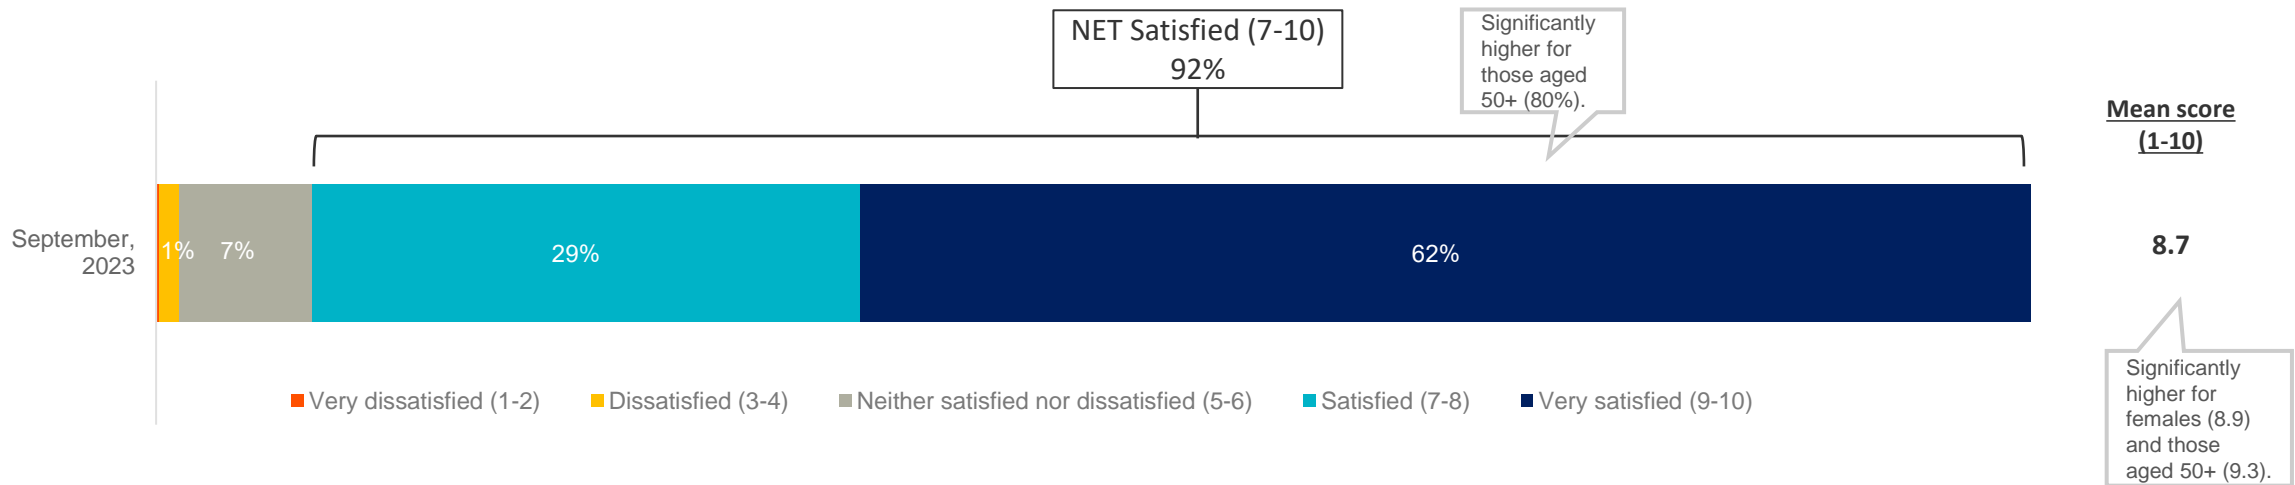 NET Satisfied (7-10)
92%
Significantly
higher for
those aged
50+ (80%).
Mean score
(1-10)
September,
2023
1%
7%
29%
62%
8.7
Very dissatisfied (1-2)
Dissatisfied (3-4)
Neither satisfied nor dissatisfied (5-6)
Satisfied (7-8)
Very satisfied (9-10)
Significantly
higher for
females (8.9)
and those
aged 50+ (9.3).